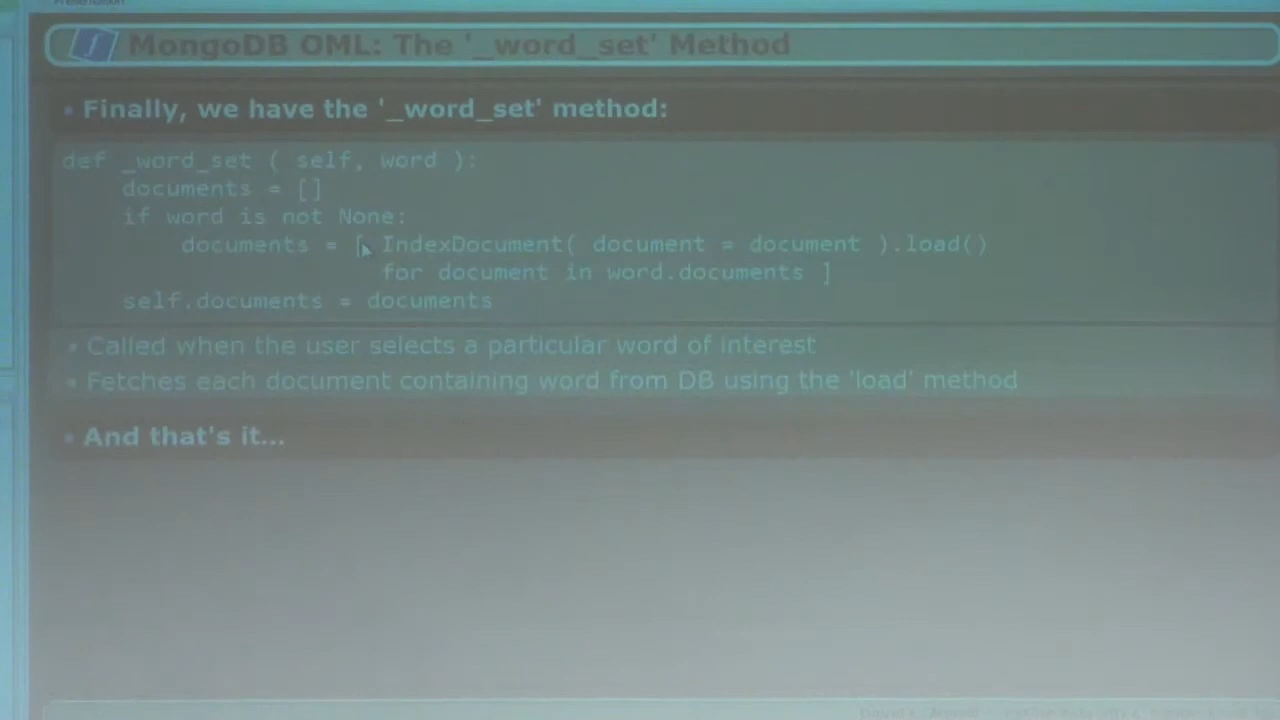 Presentation
MongoDB OML: The '_word_set' Method
• Finally, we have the '_word_set' method:
def _word_set ( self, word ):
documents = []
if word is not None:
documents = [ IndexDocument( document = document ).load()
for document in word.documents ]
self.documents = documents
• Called when the user selects a particular word of interest
• Fetches each document containing word from DB using the 'load' method
• And that's it...